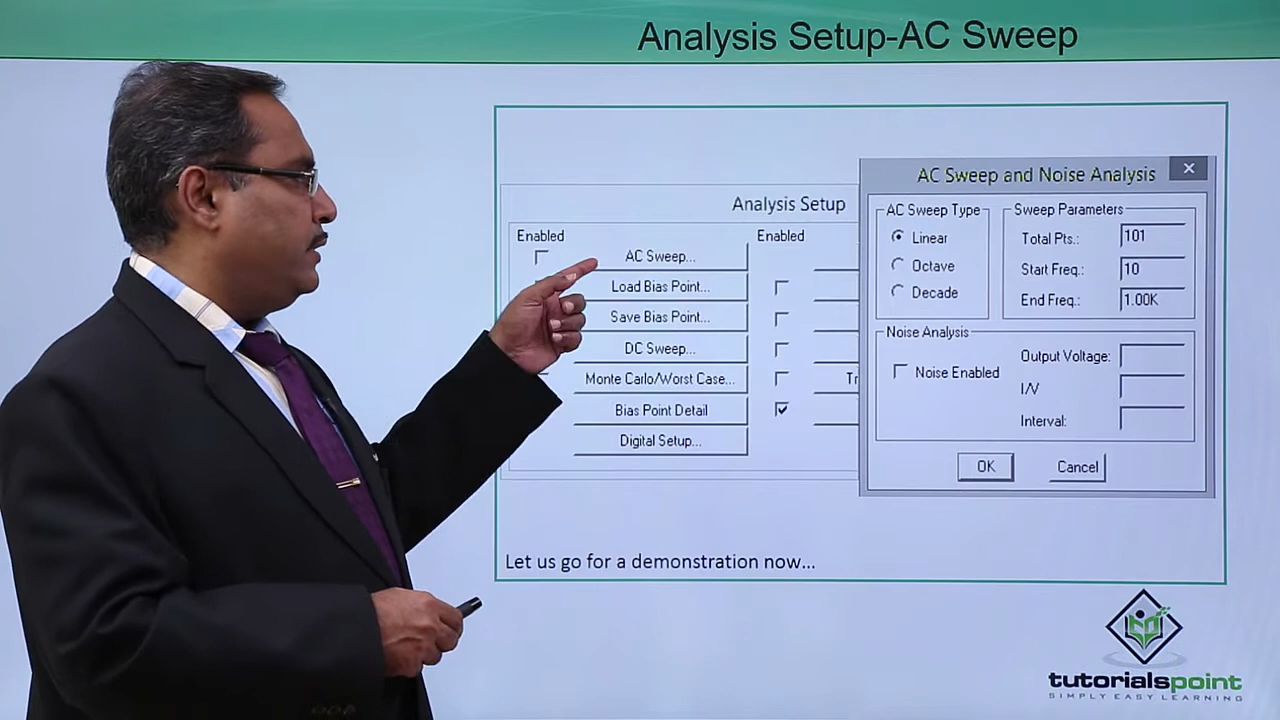 Analysis Setup-AC Sweep
Analysis Setup
Enabled
Enabled
AC Sweep...
Load Bias Point...
Save Bias Point...
DC Sweep...
Monte Carlo/Worst Case...
Bias Point Detail
Digital Setup...
AC Sweep and Noise Analysis
AC Sweep Type
Linear
Octave
Decade
Sweep Parameters
Total Pts.: 101
Start Freq.: 10
End Freq.: 1.00K
Noise Analysis
Noise Enabled
Output Voltage:
I/V
Interval:
OK
Cancel
Let us go for a demonstration now...
tutorialspoint
SIMPLY EASY LEARNING